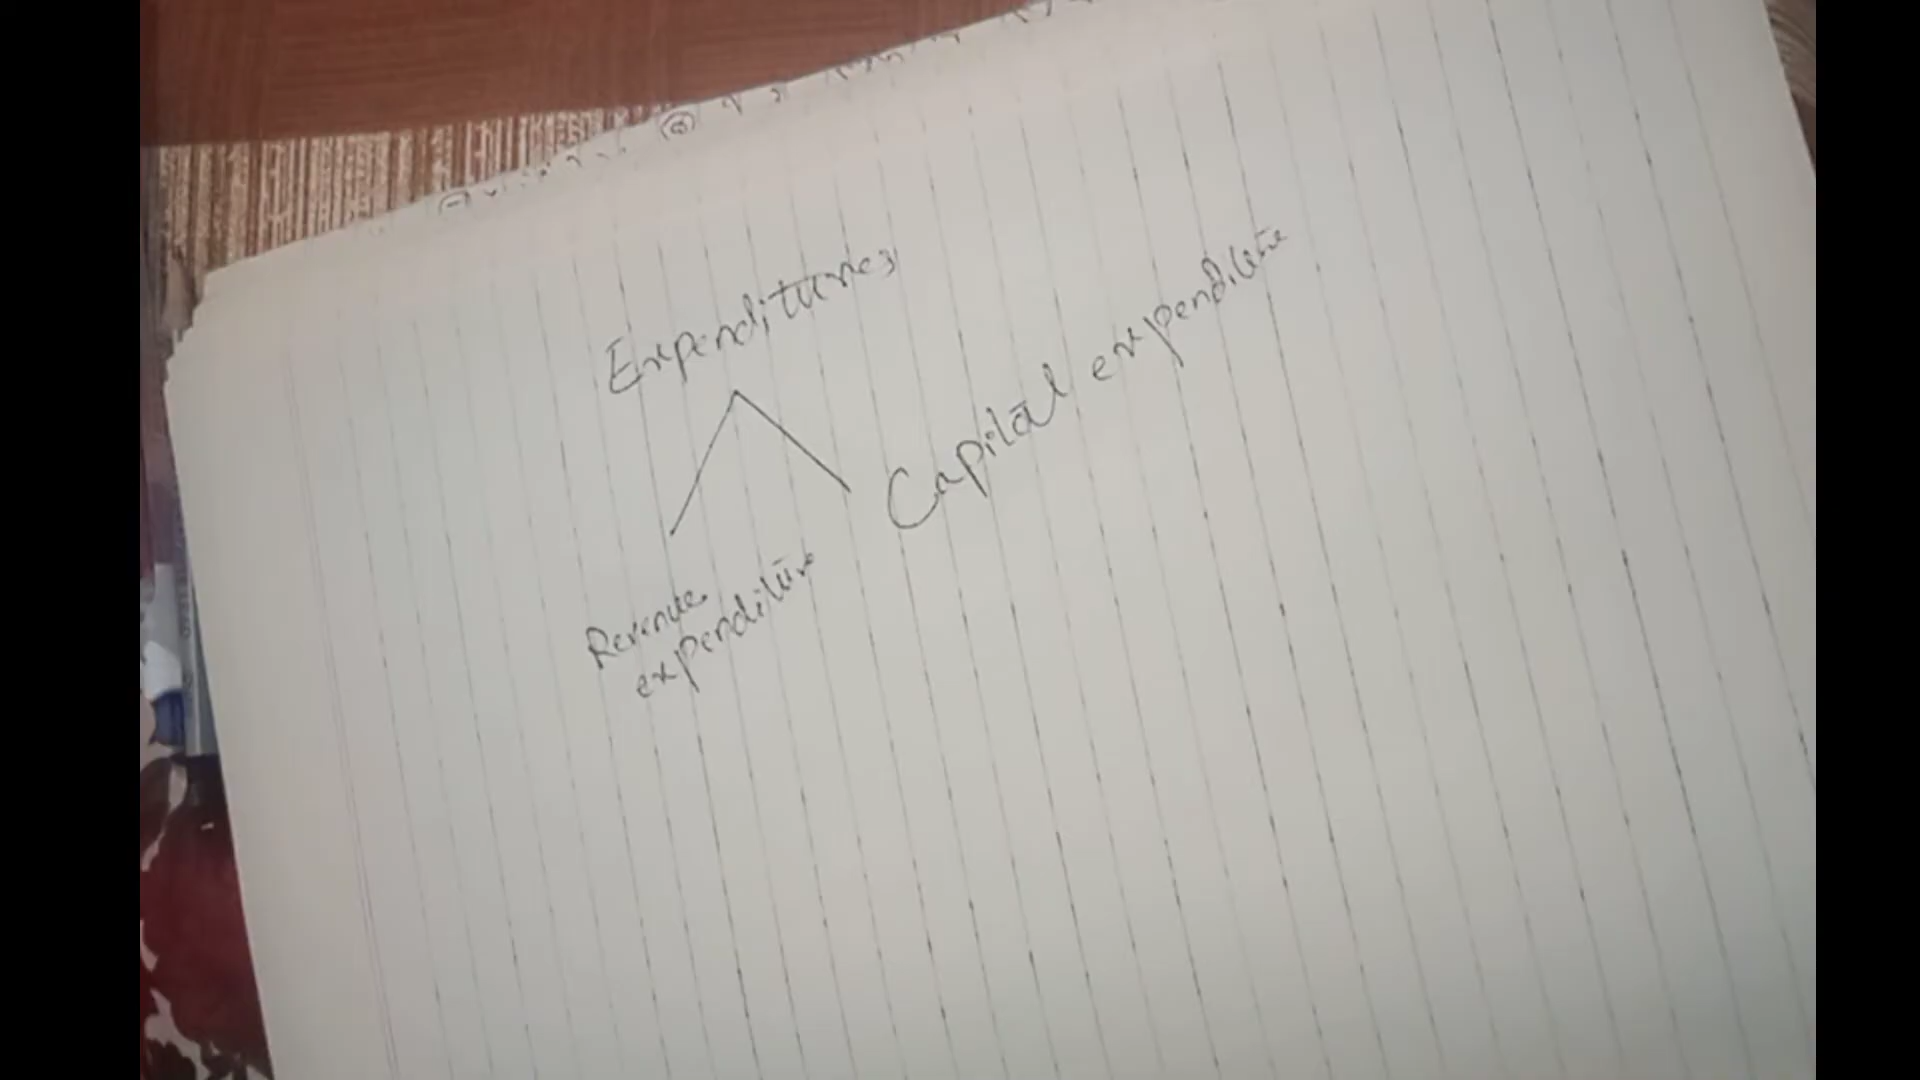 Expenditures
Capital expenditure
Revenue
expenditure